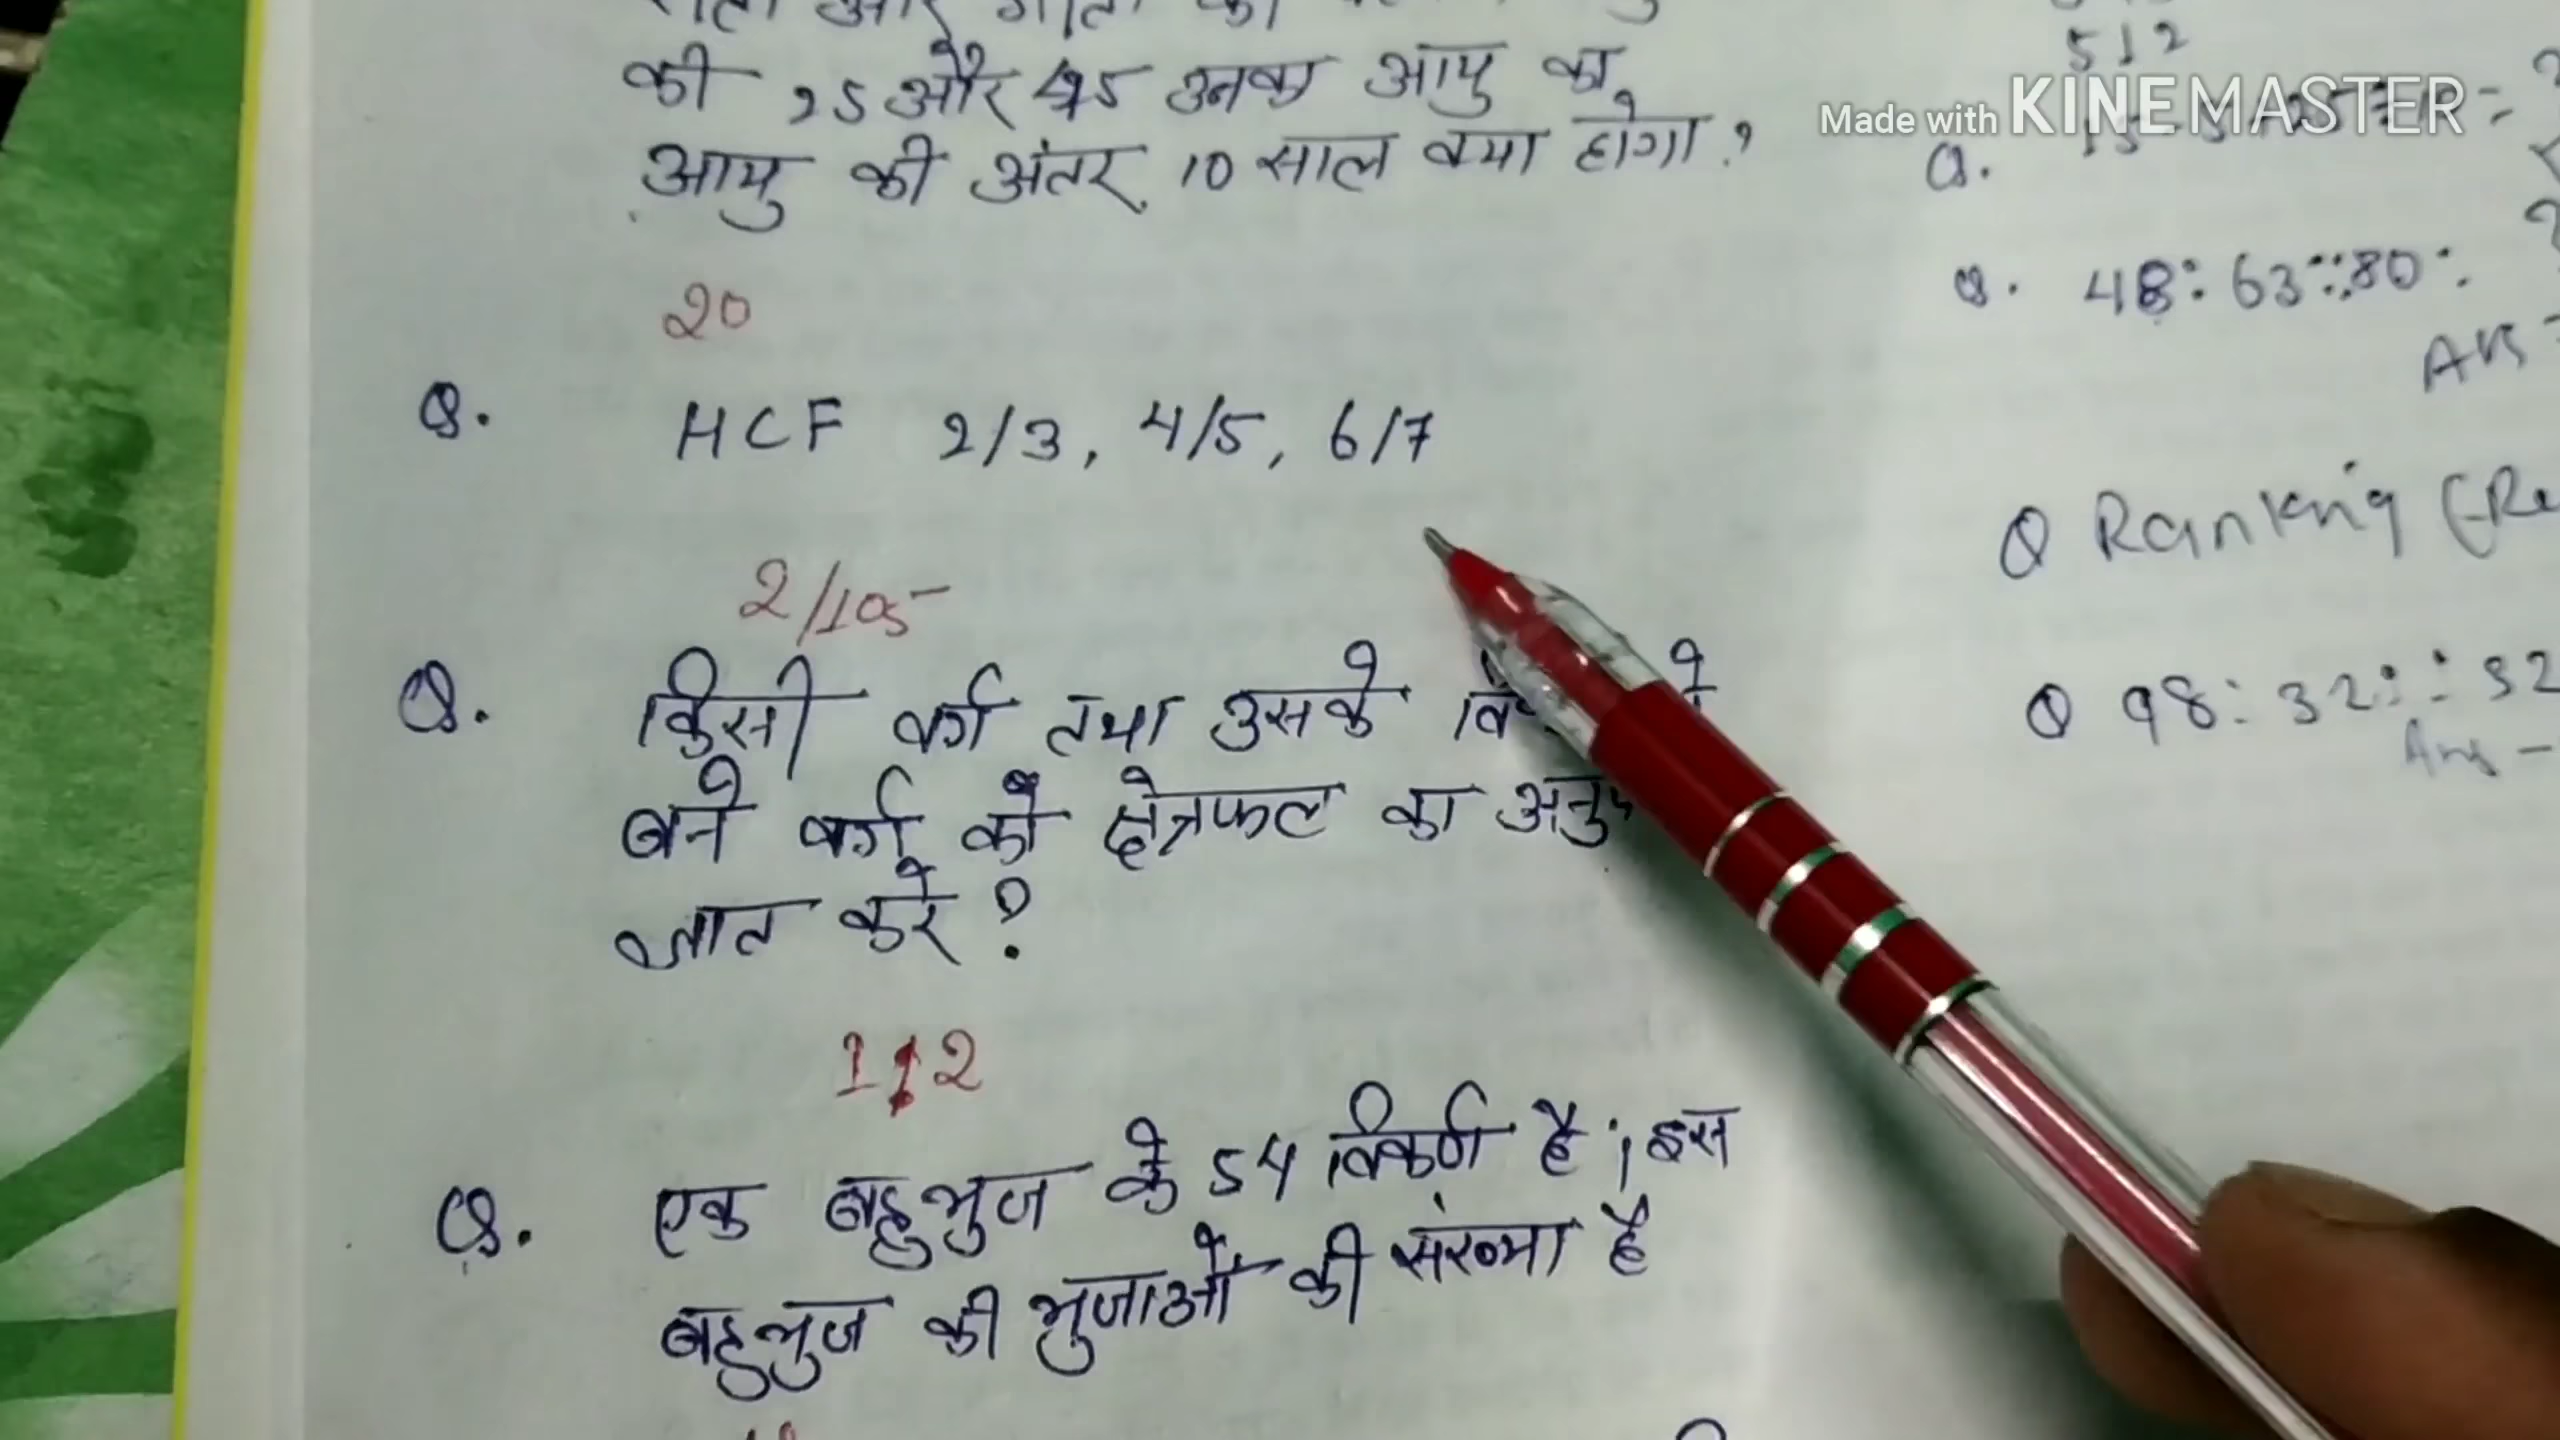 की 25 और 45 उनका आयु का
आयु की अंतर 10 साल क्या होगा ?
20
Q. HCF 2/3, 4/5, 6/7
2/105
Q. किसी वर्ग तथा उसके
बने वर्ग के क्षेत्रफल का
ज्ञात करे ?
1:2
Q. एक बहुभुज के 54 विकर्ण है । इस
बहुभुज की भुजाओं की संख्या है
512
Made with KINEMASTER
Q.
Q. 48:63::80:
Ans
Q Ranking
Q 98:32::
Ans -